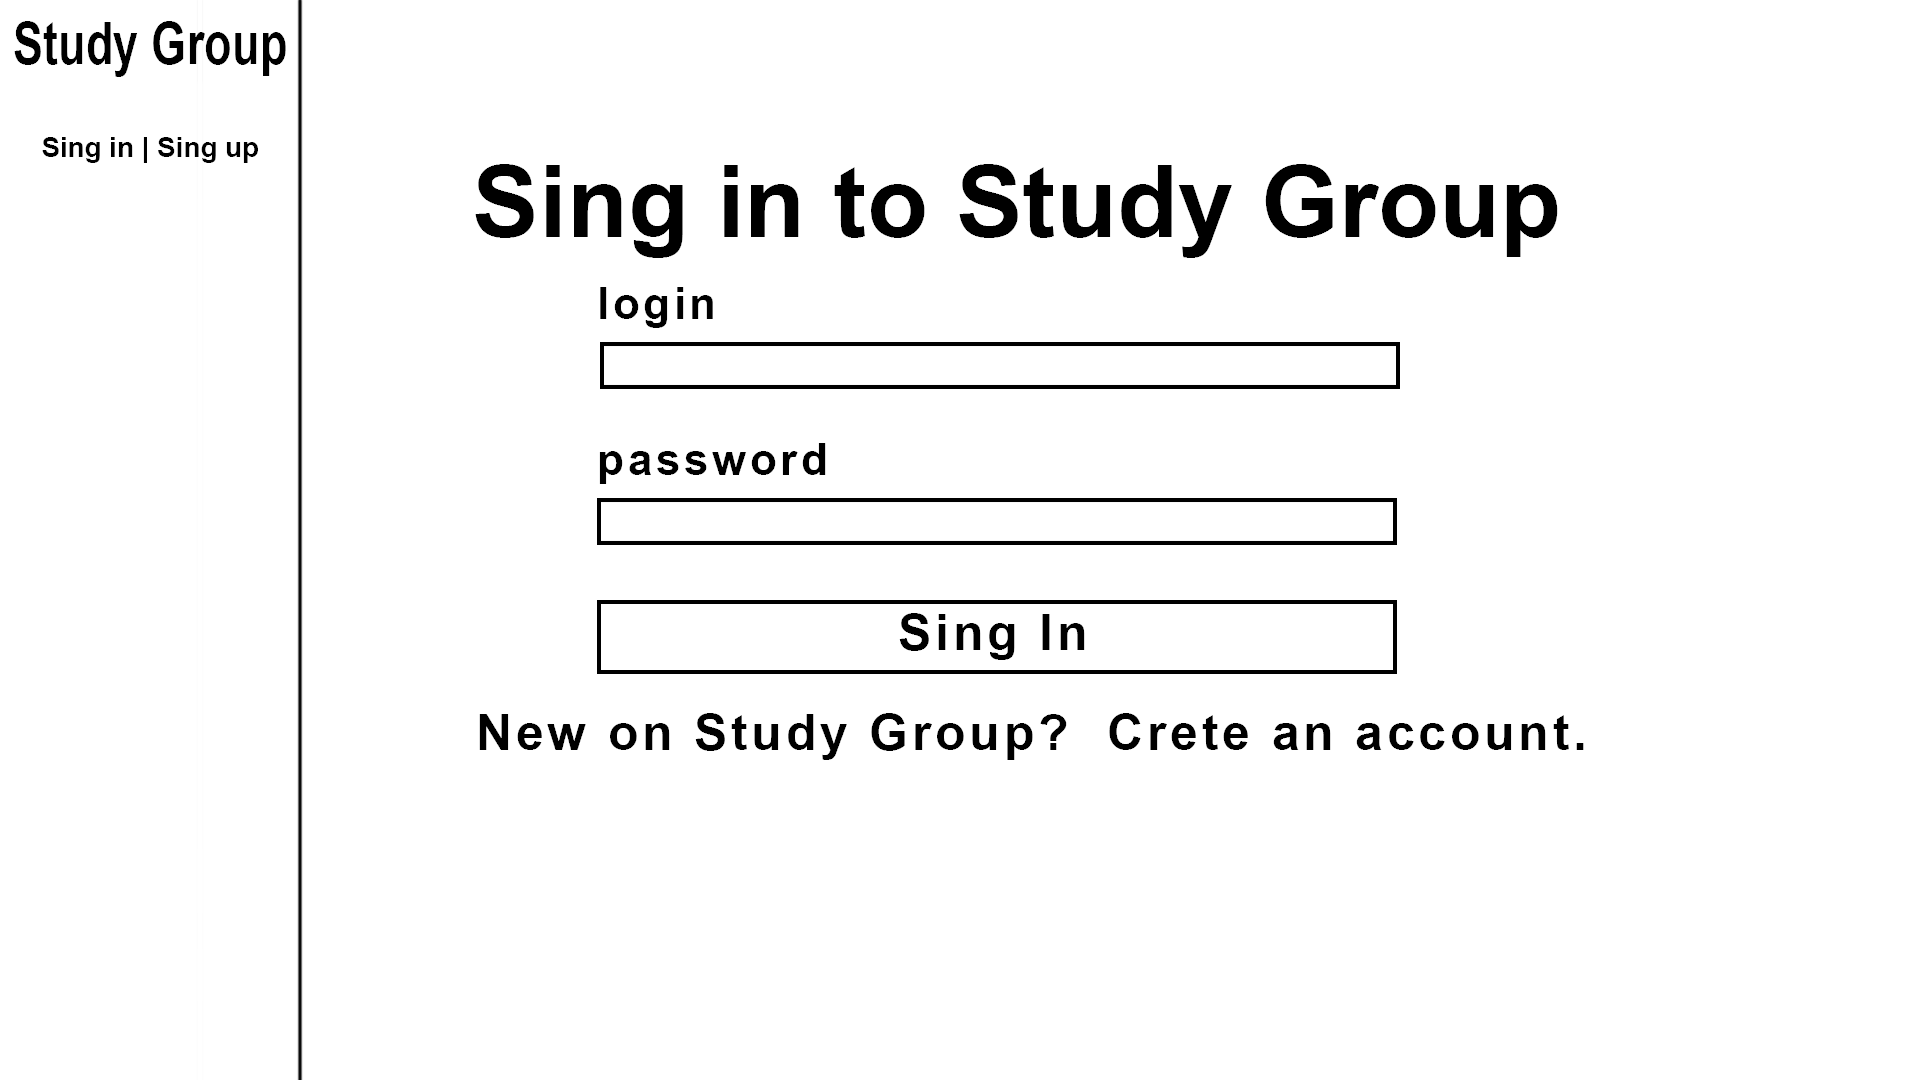 Study Group
Sing in | Sing up
Sing in to Study Group
login
password
Sing In
New on Study Group?  Crete an account.